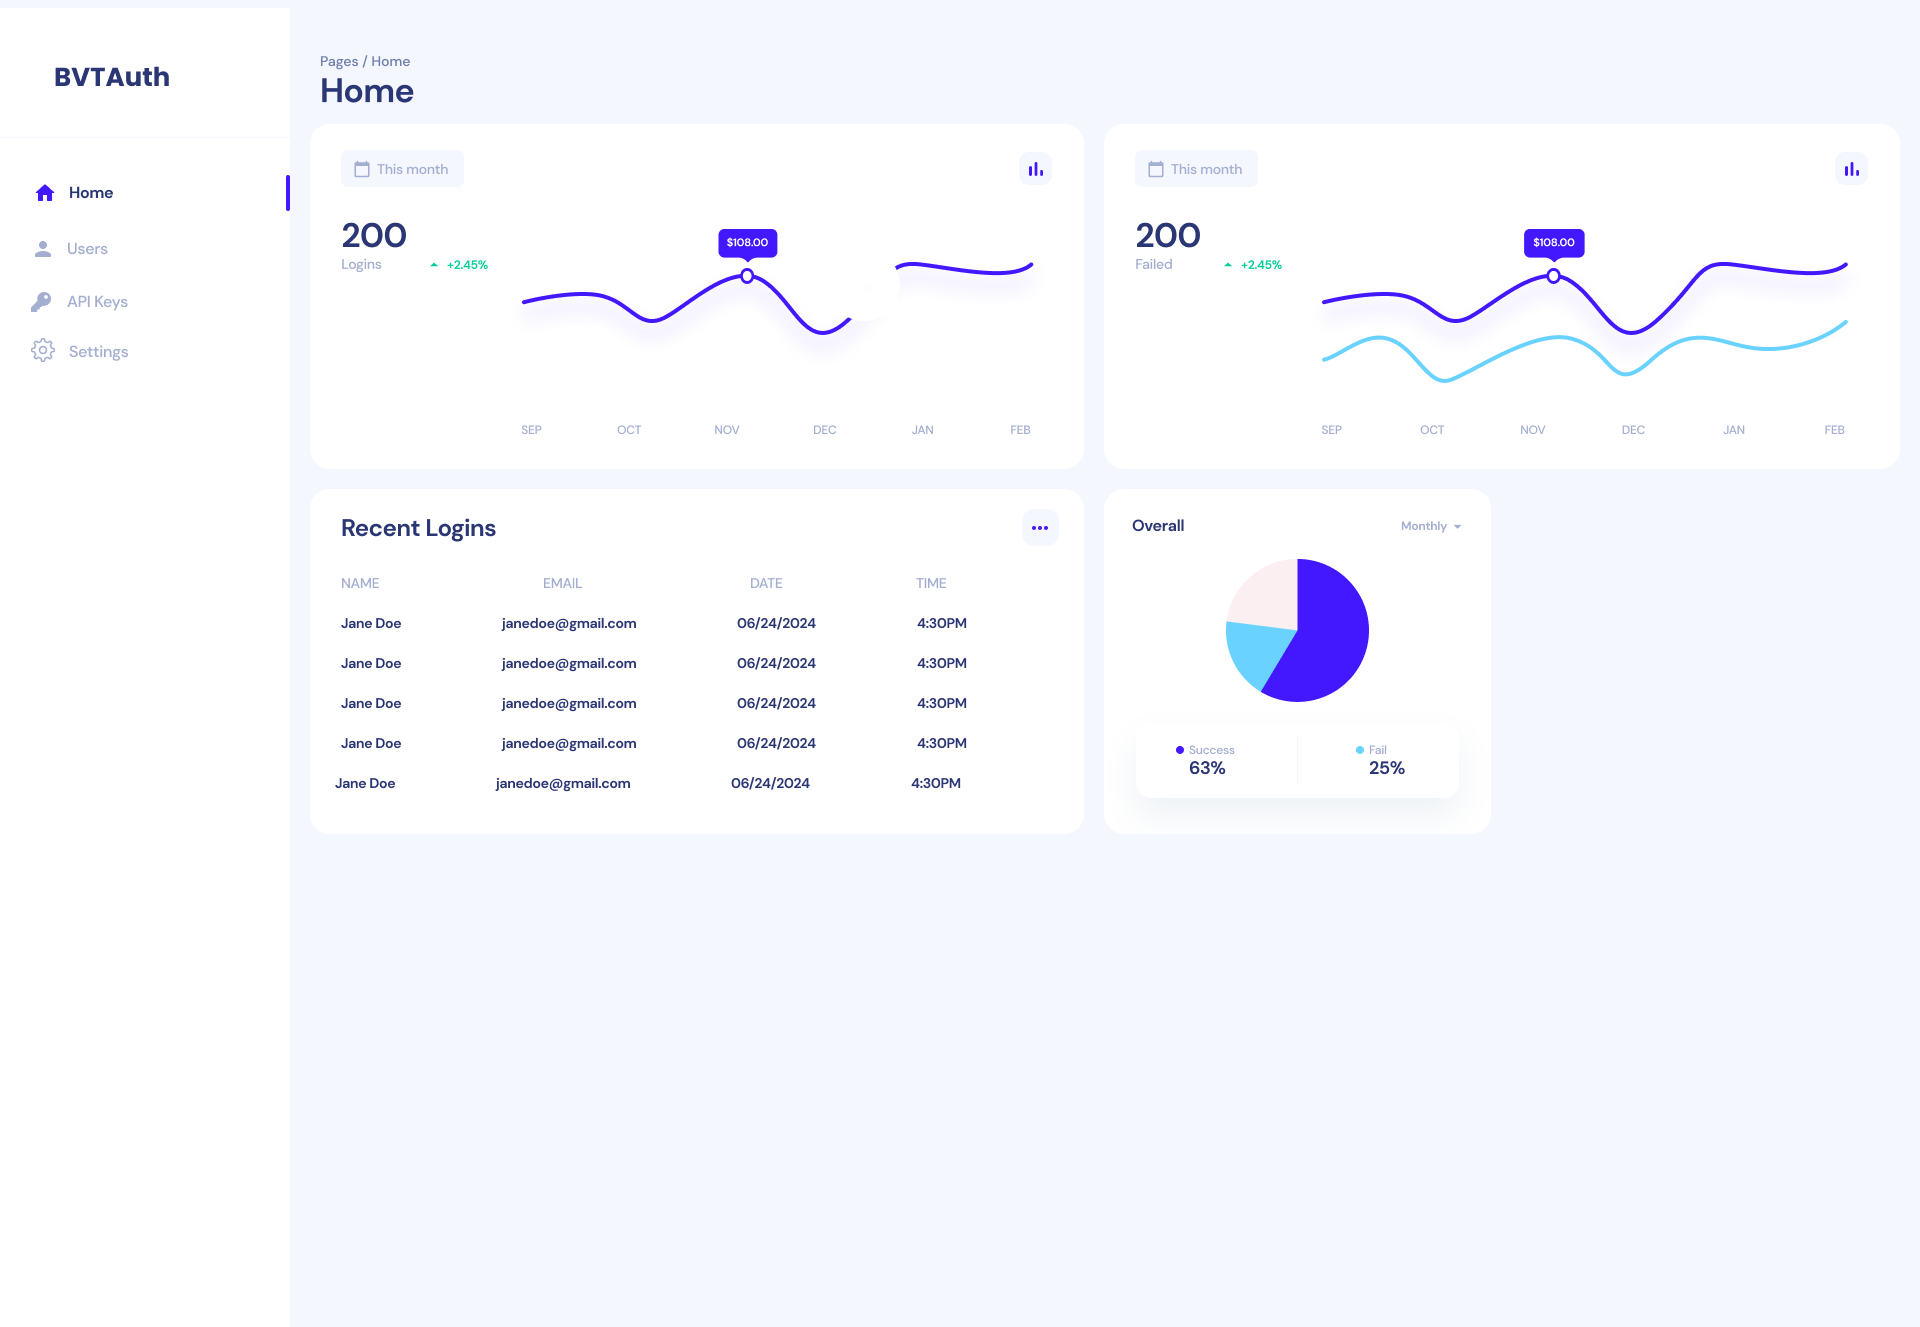 BVTAuth
Home
Users
API Keys
Settings
Pages / Home
Home
This month
200
Logins
+2.45%
$108.00
SEP OCT NOV DEC JAN FEB
This month
200
Failed
+2.45%
$108.00
SEP OCT NOV DEC JAN FEB
Recent Logins
NAME EMAIL DATE TIME
Jane Doe janedoe@gmail.com 06/24/2024 4:30PM
Jane Doe janedoe@gmail.com 06/24/2024 4:30PM
Jane Doe janedoe@gmail.com 06/24/2024 4:30PM
Jane Doe janedoe@gmail.com 06/24/2024 4:30PM
Jane Doe janedoe@gmail.com 06/24/2024 4:30PM
Overall Monthly
Success Fail
63% 25%